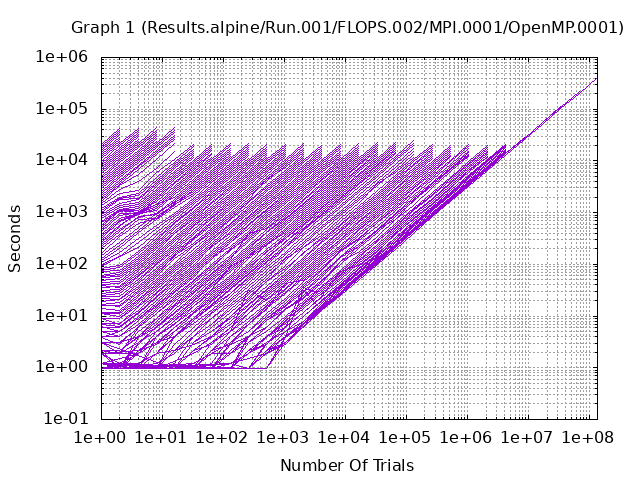 Graph 1 (Results.alpine/Run.001/FLOPS.002/MPI.0001/OpenMP.0001)
1e+06
1e+05
1e+04
1e+03
1e+02
1e+01
1e+00
1e-01
Seconds
1e+00 1e+01 1e+02 1e+03 1e+04 1e+05 1e+06 1e+07 1e+08
Number Of Trials